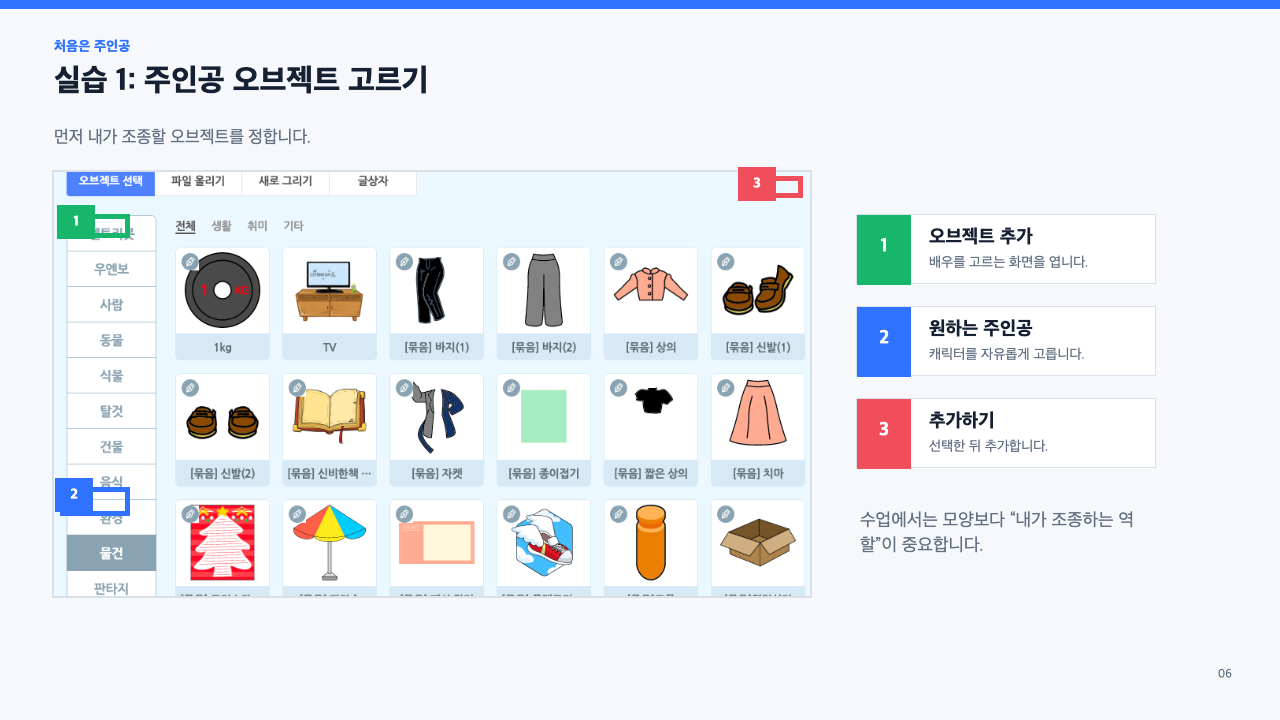 처음은 주인공
실습 1: 주인공 오브젝트 고르기
먼저 내가 조종할 오브젝트를 정합니다.
오브젝트 선택
파일 올리기
새로 그리기
글상자
3
1
전체
생활
취미
기타
우엔보
사람
동물
식물
탈것
건물
음식
2
환경
물건
판타지
1kg
TV
[묶음] 바지(1)
[묶음] 바지(2)
[묶음] 상의
[묶음] 신발(1)
[묶음] 신발(2)
[묶음] 신비한책 ...
[묶음] 자켓
[묶음] 종이접기
[묶음] 짧은 상의
[묶음] 치마
1
오브젝트 추가
배우를 고르는 화면을 엽니다.
2
원하는 주인공
캐릭터를 자유롭게 고릅니다.
3
추가하기
선택한 뒤 추가합니다.
수업에서는 모양보다 “내가 조종하는 역
할”이 중요합니다.
06